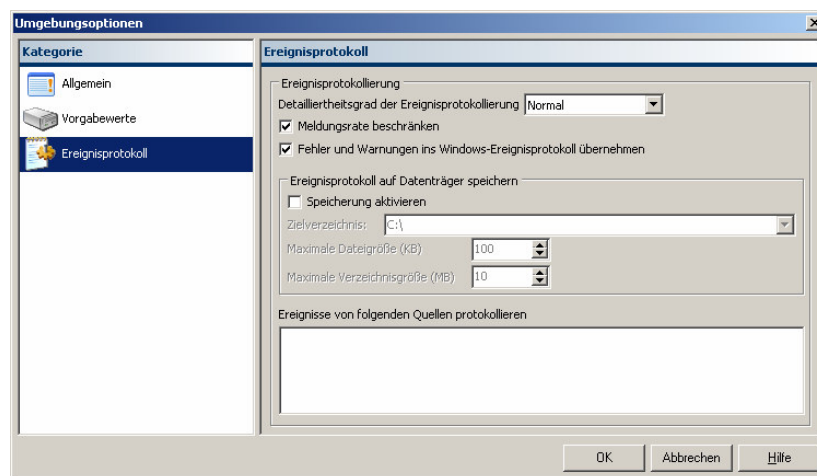 Umgebungsoptionen
Kategorie
Allgemein
Vorgabewerte
Ereignisprotokoll
Ereignisprotokoll
Ereignisprotokollierung
Detailliertheitsgrad der Ereignisprotokollierung Normal
Meldungsrate beschränken
Fehler und Warnungen ins Windows-Ereignisprotokoll übernehmen
Ereignisprotokoll auf Datenträger speichern
Speicherung aktivieren
Zielverzeichnis: C:\
Maximale Dateigröße (KB) 100
Maximale Verzeichnisgröße (MB) 10
Ereignisse von folgenden Quellen protokollieren
OK Abbrechen Hilfe